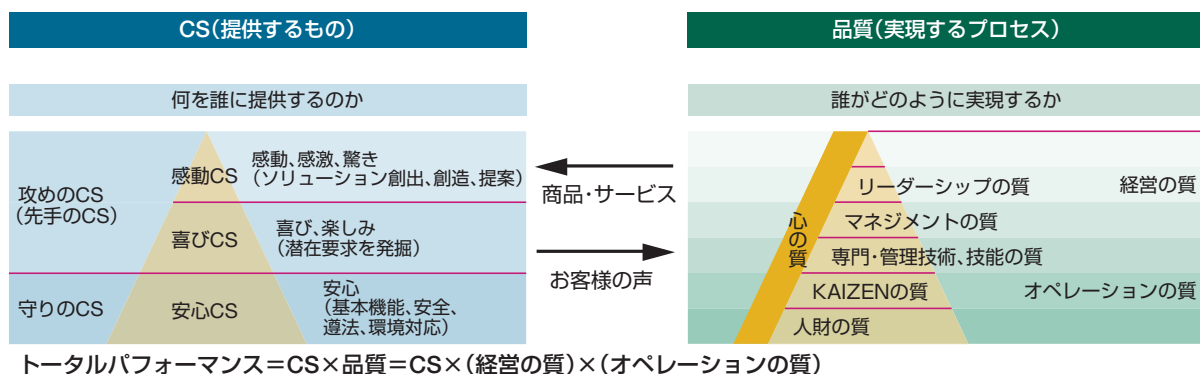 CS(提供するもの)
何を誰に提供するのか
攻めのCS
(先手のCS)
感動CS
感動、感激、驚き
(ソリューション創出、創造、提案)
喜びCS
喜び、楽しみ
(潜在要求を発掘)
守りのCS
安心CS
安心
(基本機能、安全、
遵法、環境対応)
商品・サービス
お客様の声
品質(実現するプロセス)
誰がどのように実現するか
心の質
リーダーシップの質
経営の質
マネジメントの質
専門・管理技術、技能の質
KAIZENの質
オペレーションの質
人財の質
トータルパフォーマンス=CS×品質=CS×(経営の質)×(オペレーションの質)